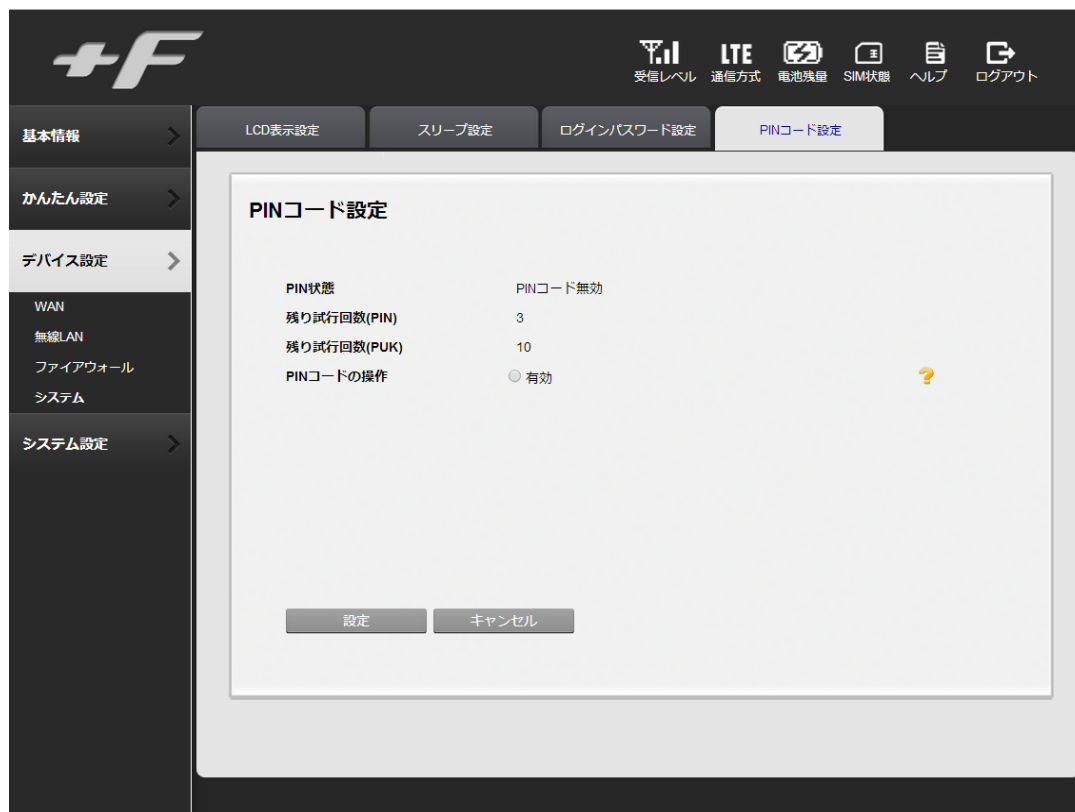 +F
LTE
受信レベル 通信方式 電池残量 SIM状態 ヘルプ ログアウト
基本情報
かんたん設定
デバイス設定
WAN
無線LAN
ファイアウォール
システム
システム設定
LCD表示設定 スリープ設定 ログインパスワード設定 PINコード設定
PINコード設定
PIN状態 PINコード無効
残り試行回数(PIN) 3
残り試行回数(PUK) 10
PINコードの操作 有効 ?
設定 キャンセル